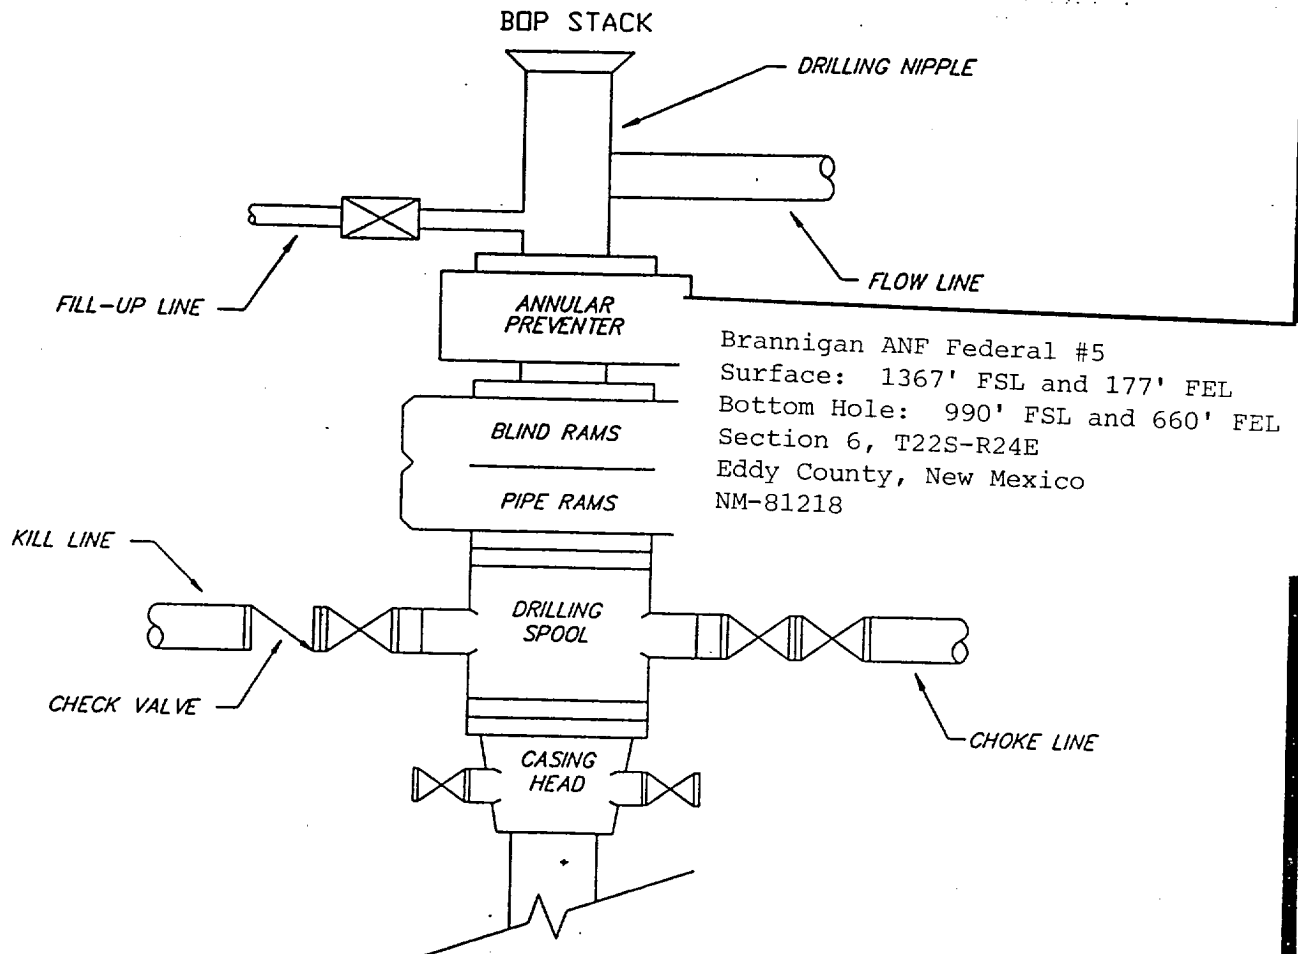 BOP STACK
DRILLING NIPPLE
FILL-UP LINE
FLOW LINE
ANNULAR
PREVENTER
Brannigan ANF Federal #5
Surface: 1367' FSL and 177' FEL
Bottom Hole: 990' FSL and 660' FEL
Section 6, T22S-R24E
Eddy County, New Mexico
NM-81218
BLIND RAMS
PIPE RAMS
KILL LINE
DRILLING
SPOOL
CHECK VALVE
CHOKE LINE
CASING
HEAD